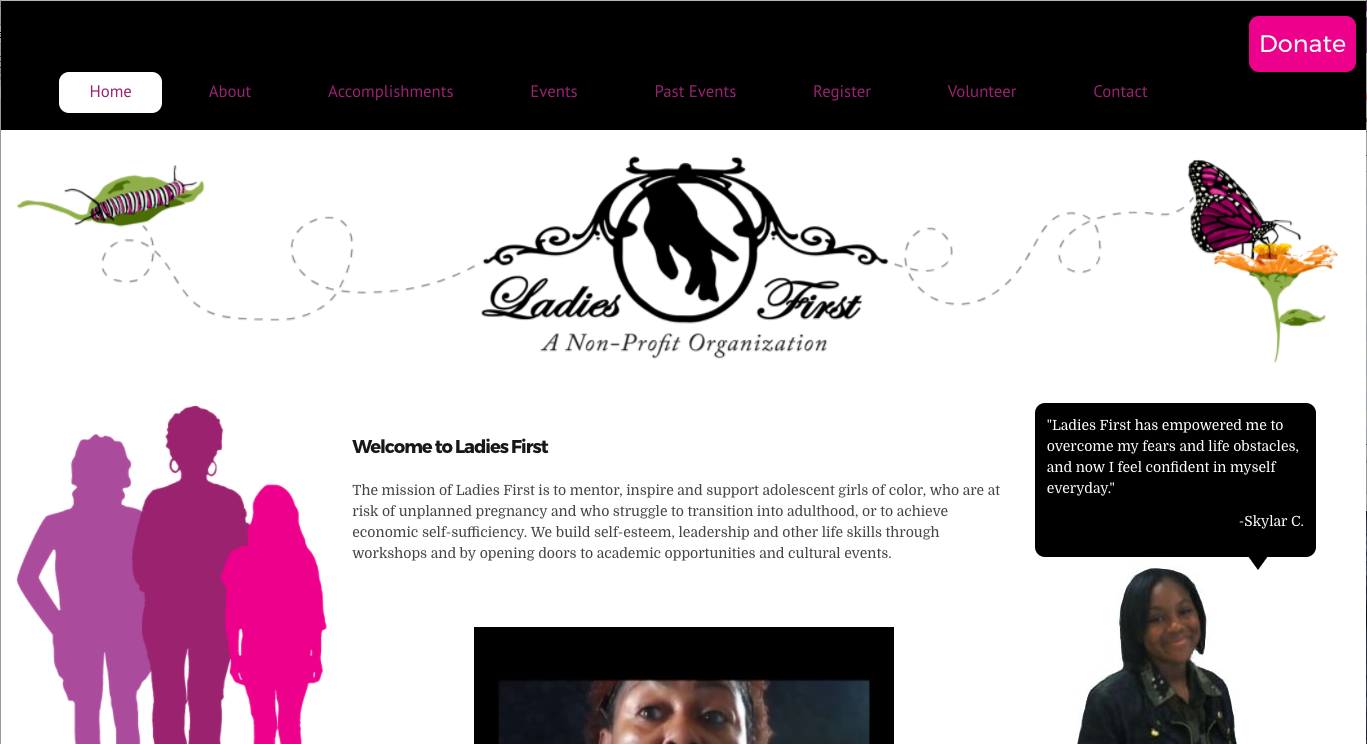 Donate
Home About Accomplishments Events Past Events Register Volunteer Contact
Ladies First
A Non-Profit Organization
Welcome to Ladies First
The mission of Ladies First is to mentor, inspire and support adolescent girls of color, who are at
risk of unplanned pregnancy and who struggle to transition into adulthood, or to achieve
economic self-sufficiency. We build self-esteem, leadership and other life skills through
workshops and by opening doors to academic opportunities and cultural events.
"Ladies First has empowered me to
overcome my fears and life obstacles,
and now I feel confident in myself
everyday."
-Skylar C.